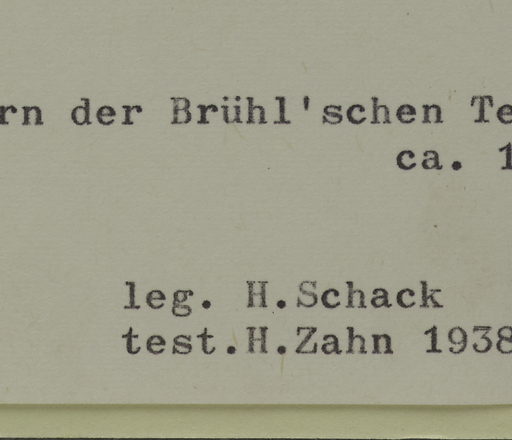 rn der Brühl'schen Te
ca. 1
leg. H.Schack
test.H.Zahn 1938